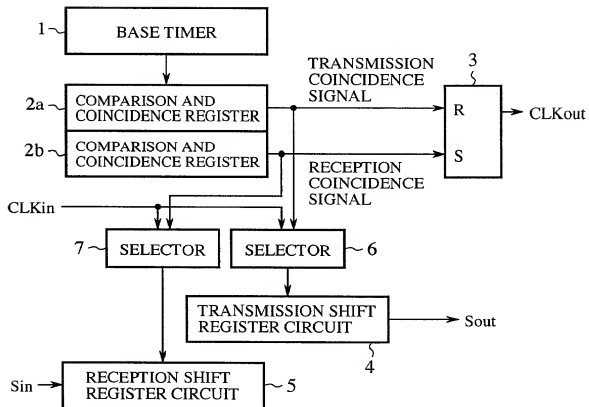 1
BASE TIMER
TRANSMISSION
COINCIDENCE
SIGNAL
3
2a
COMPARISON AND
COINCIDENCE REGISTER
R
CLKout
2b
COMPARISON AND
COINCIDENCE REGISTER
S
RECEPTION
COINCIDENCE
SIGNAL
CLKin
7
SELECTOR
SELECTOR
6
TRANSMISSION SHIFT
REGISTER CIRCUIT
Sout
4
Sin
RECEPTION SHIFT
REGISTER CIRCUIT
5